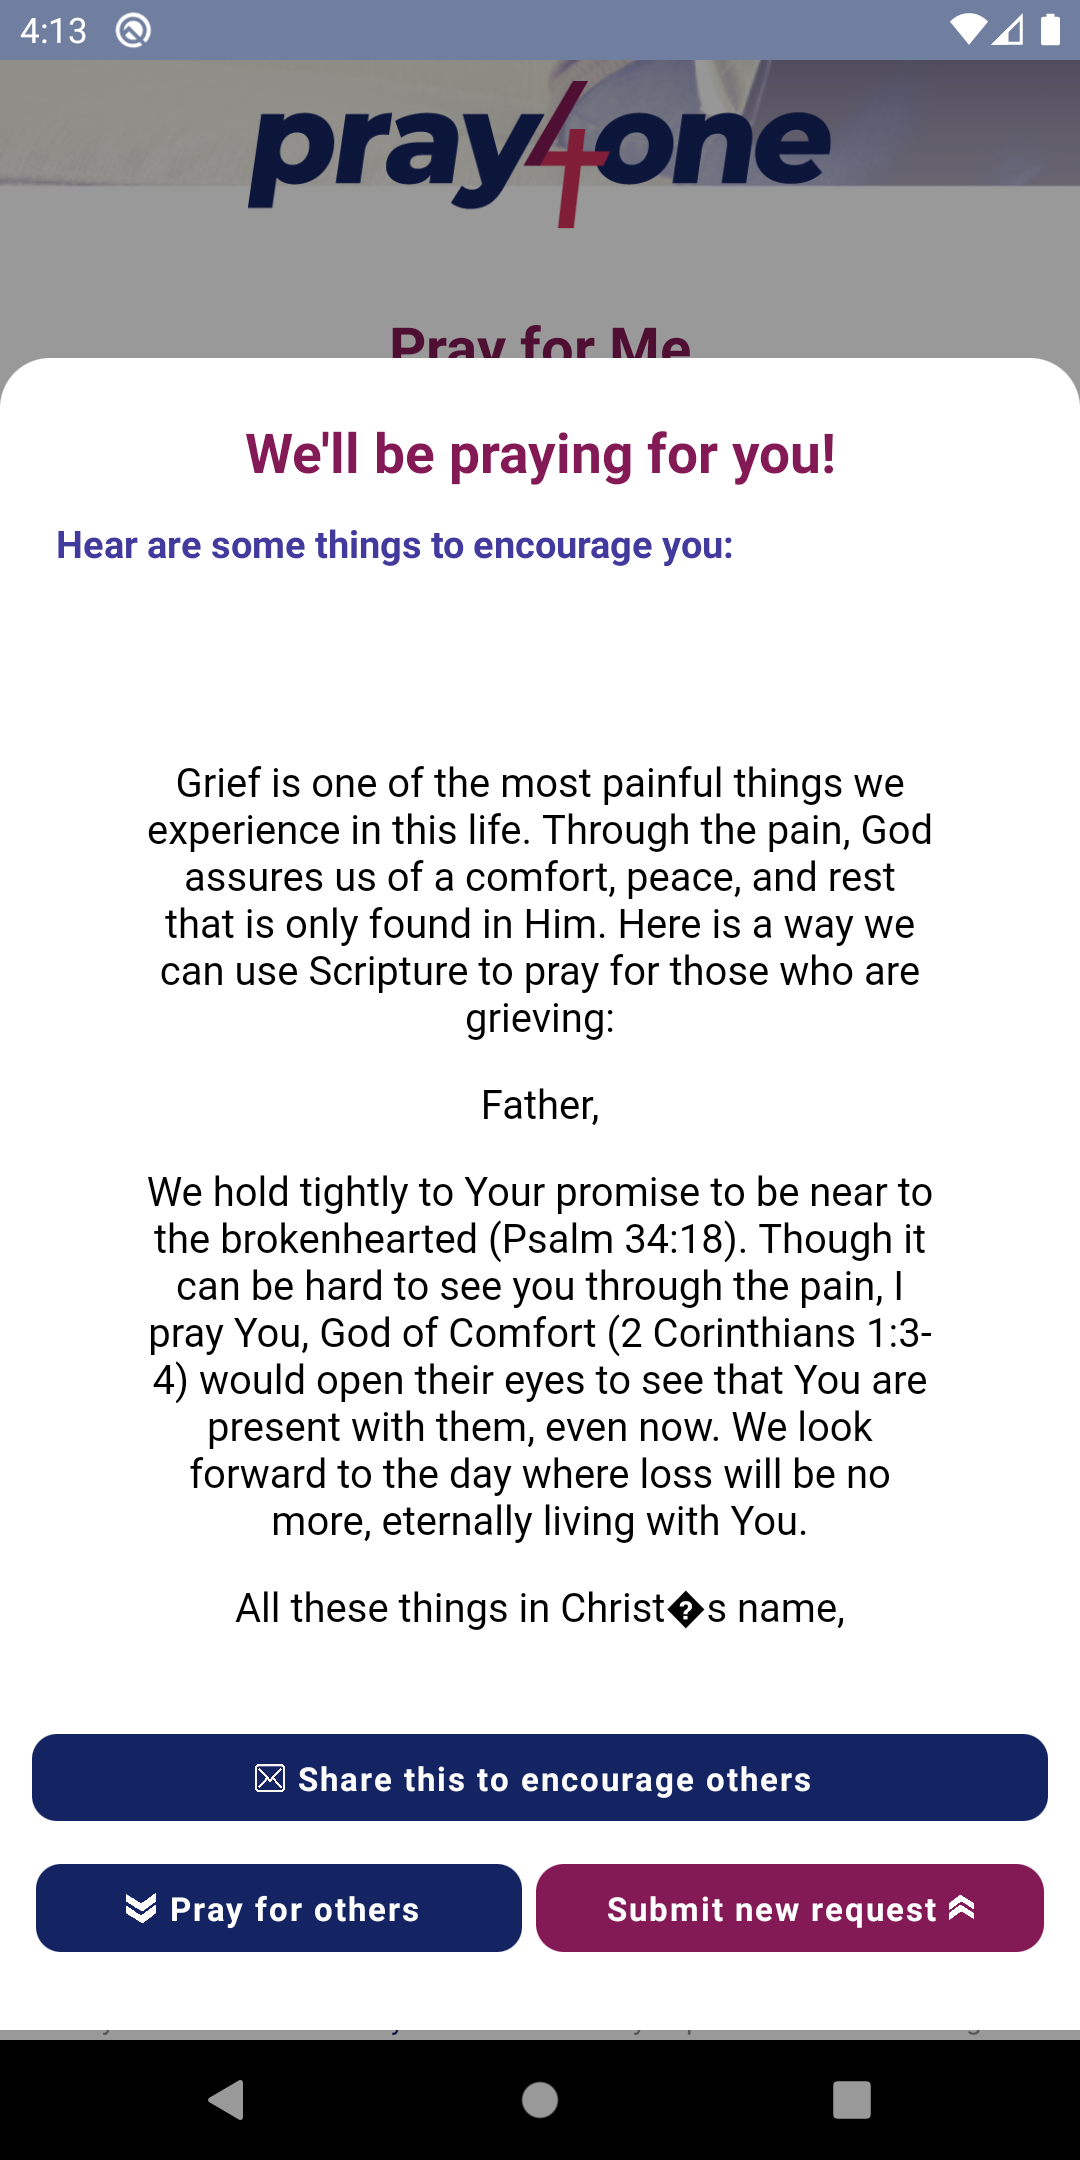 4:13
pray4one
Pray for Me
We'll be praying for you!
Hear are some things to encourage you:
Grief is one of the most painful things we
experience in this life. Through the pain, God
assures us of a comfort, peace, and rest
that is only found in Him. Here is a way we
can use Scripture to pray for those who are
grieving:
Father,
We hold tightly to Your promise to be near to
the brokenhearted (Psalm 34:18). Though it
can be hard to see you through the pain, I
pray You, God of Comfort (2 Corinthians 1:3-
4) would open their eyes to see that You are
present with them, even now. We look
forward to the day where loss will be no
more, eternally living with You.
All these things in Christ�s name,
Share this to encourage others
Pray for others
Submit new request